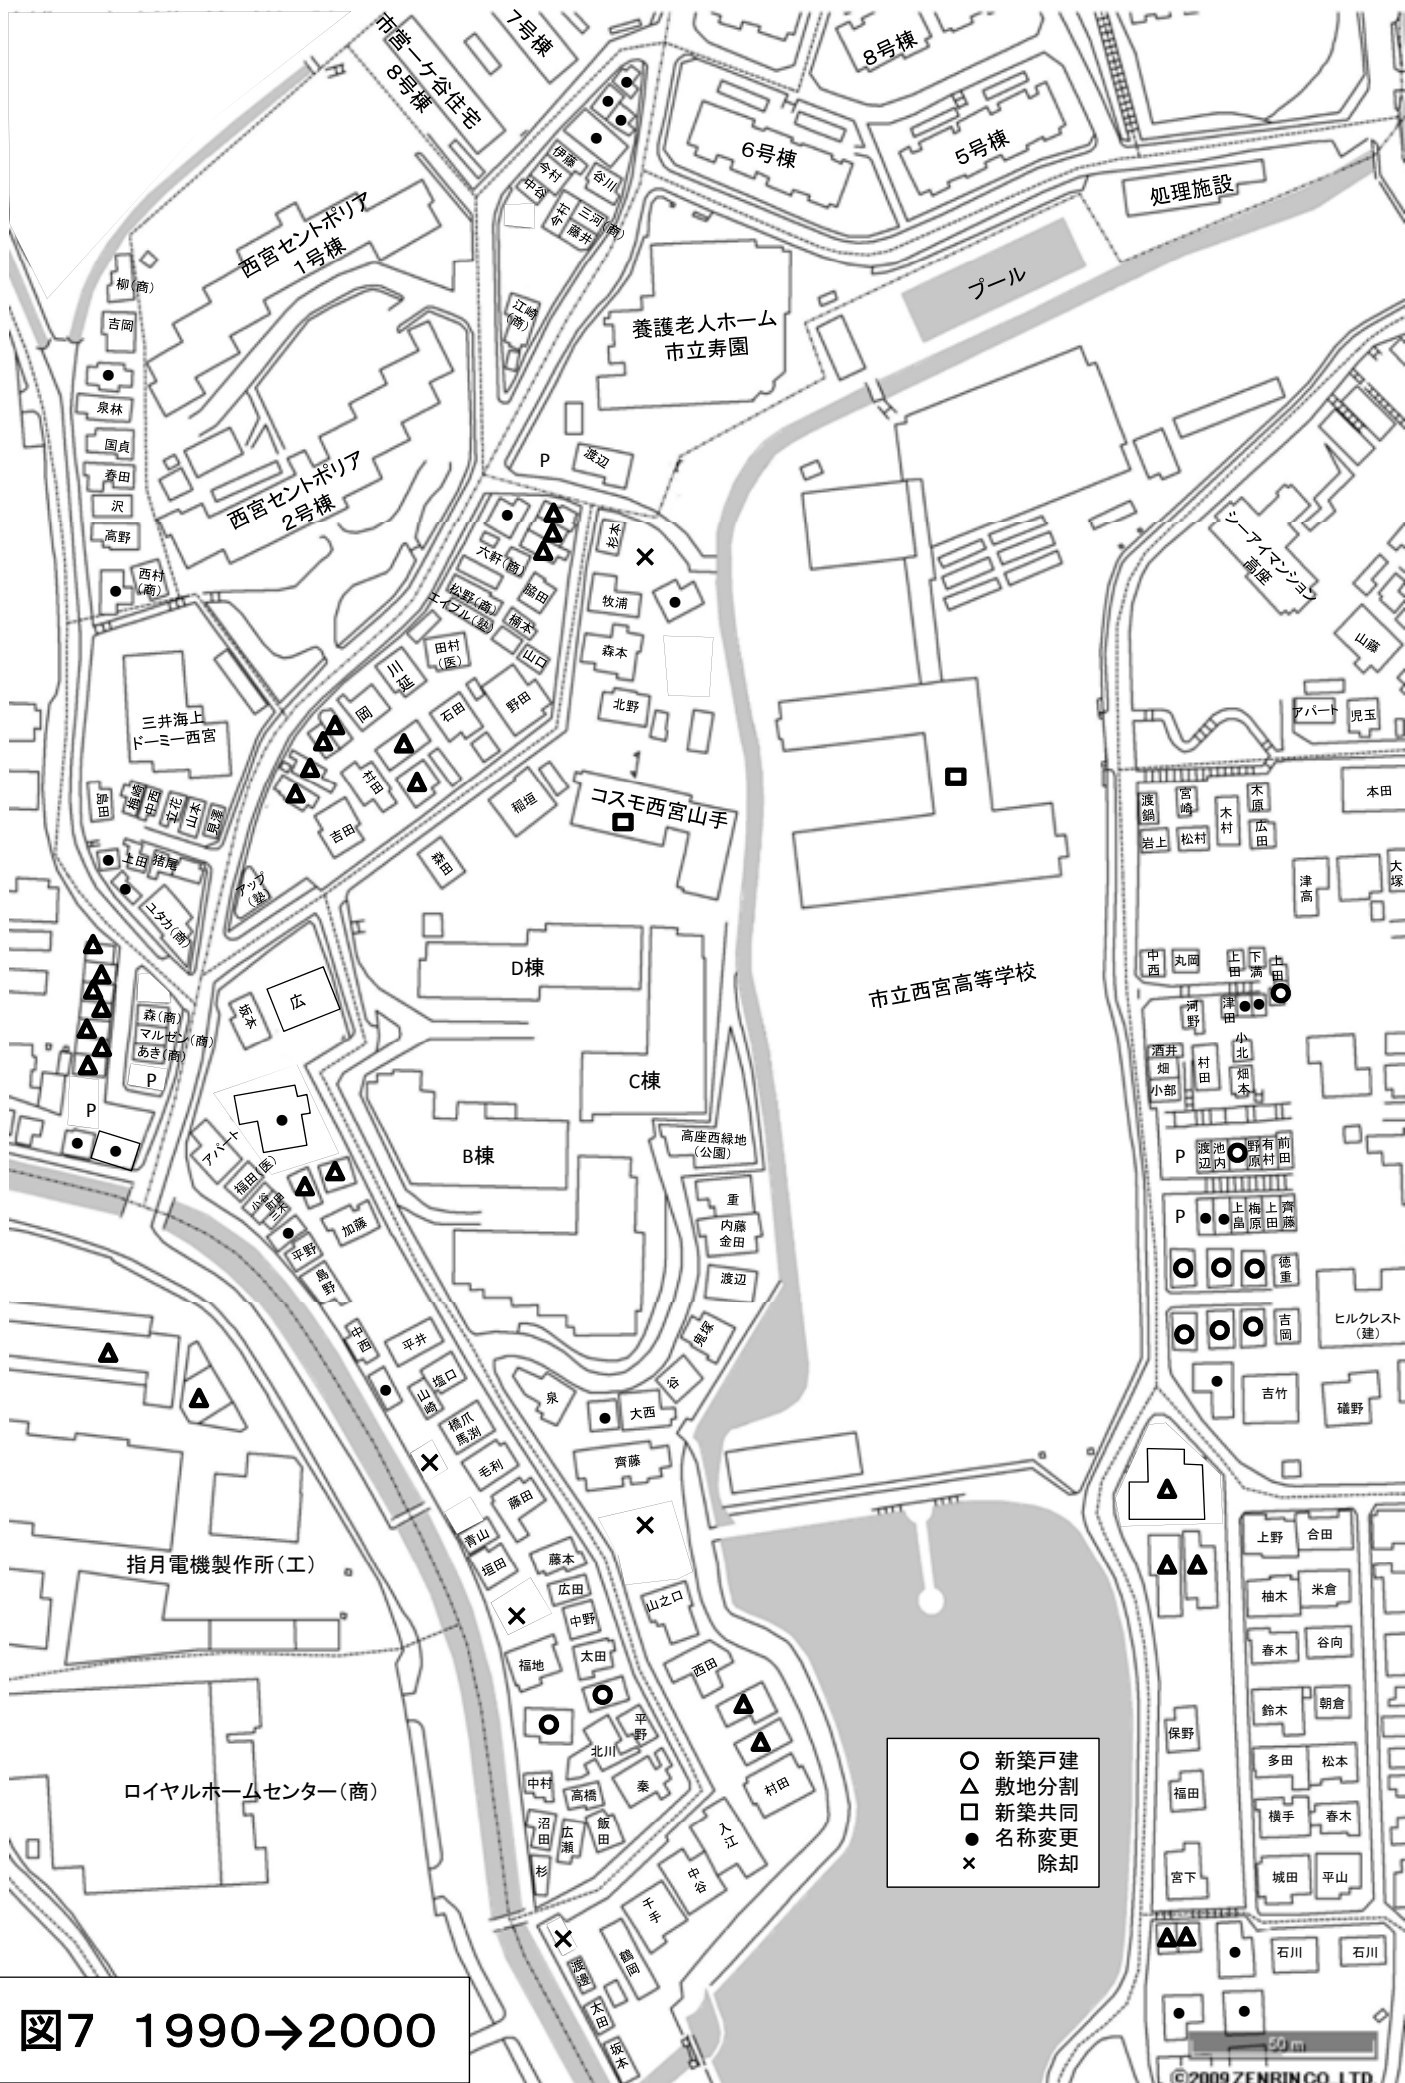 市営一ケ谷住宅
8号棟
7号棟
8号棟
6号棟
5号棟
処理施設
伊藤
今村
中谷
谷川
今村
三河(商)
藤井
江崎
(商)
西宮セントポリア
1号棟
西宮セントポリア
2号棟
養護老人ホーム
市立寿園
プール
柳(商)
吉岡
泉林
国貞
春田
沢
高野
西村
(商)
P
渡辺
杉本
六軒(商)
脇田
松野(商)
エイブル(塾)
楠本
山口
牧浦
森本
北野
田村
(医)
川延
岡
石田
野田
村田
吉田
稲垣
森田
コスモ西宮山手
シーアイマンション
高座
山藤
アパート
児玉
三井海上
ドーミー西宮
島田
楠崎
中西
立花
山本
見澤
上田
猪尾
ユタカ(商)
アップ
(塾)
本田
渡鍋
宮崎
木原
木村
岩上
松村
広田
津高
大塚
森(商)
マルゼン(商)
あき(商)
P
P
坂本
広
D棟
C棟
B棟
市立西宮高等学校
中西
丸岡
上田
下満
上田
河野
津田
小北
酒井
畑
小部
村田
畑本
高座西緑地
(公園)
P
渡辺
池内
野原
有村
前田
P
上畠
梅原
上田
齊藤
徳重
吉岡
ヒルクレスト
(建)
吉竹
礒野
アパート
福田(医)
小谷
町田
三木
平野
島野
加藤
重
内藤
金田
渡辺
鬼塚
谷
大西
泉
齊藤
中西
平井
塩口
山崎
橋爪
馬渕
毛利
藤田
青山
垣田
藤本
広田
中野
太田
福地
山之口
西田
平野
北川
秦
中村
高橋
沼田
広瀬
飯田
杉
村田
入江
中谷
千手
鶴岡
渡邊
太田
坂本
指月電機製作所(工)
ロイヤルホームセンター(商)
上野
合田
柚木
米倉
春木
谷向
鈴木
朝倉
多田
松本
横手
春木
城田
平山
保野
福田
宮下
石川
石川
○ 新築戸建
△ 敷地分割
□ 新築共同
● 名称変更
× 除却
図7 1990→2000
50 m
©2009 ZENRIN CO., LTD